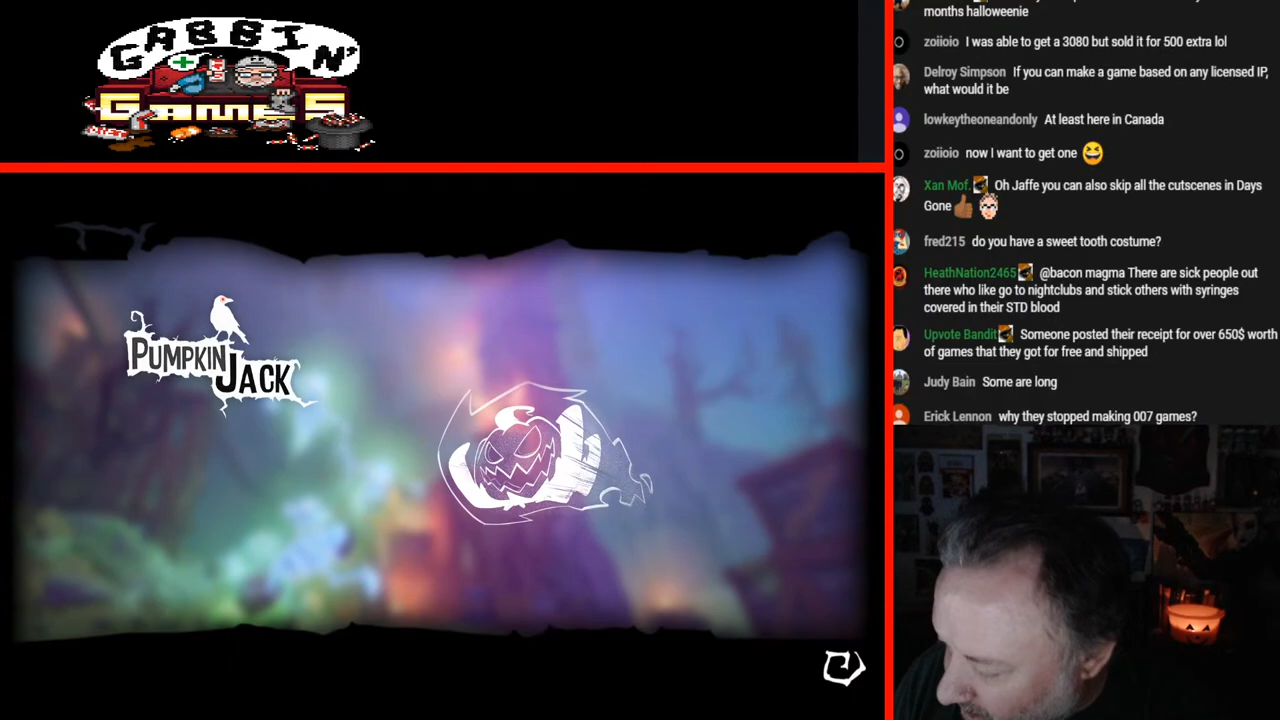 GABBIN'
GAMES
PUMPKIN
JACK
months halloweenie
zoiioio I was able to get a 3080 but sold it for 500 extra lol
Delroy Simpson If you can make a game based on any licensed IP,
what would it be
lowkeytheoneandonly At least here in Canada
zoiioio now I want to get one
Xan Mof. Oh Jaffe you can also skip all the cutscenes in Days
Gone
fred215 do you have a sweet tooth costume?
HeathNation2465 @bacon magma There are sick people out
there who like go to nightclubs and stick others with syringes
covered in their STD blood
Upvote Bandit Someone posted their receipt for over 650$ worth
of games that they got for free and shipped
Judy Bain Some are long
Erick Lennon why they stopped making 007 games?